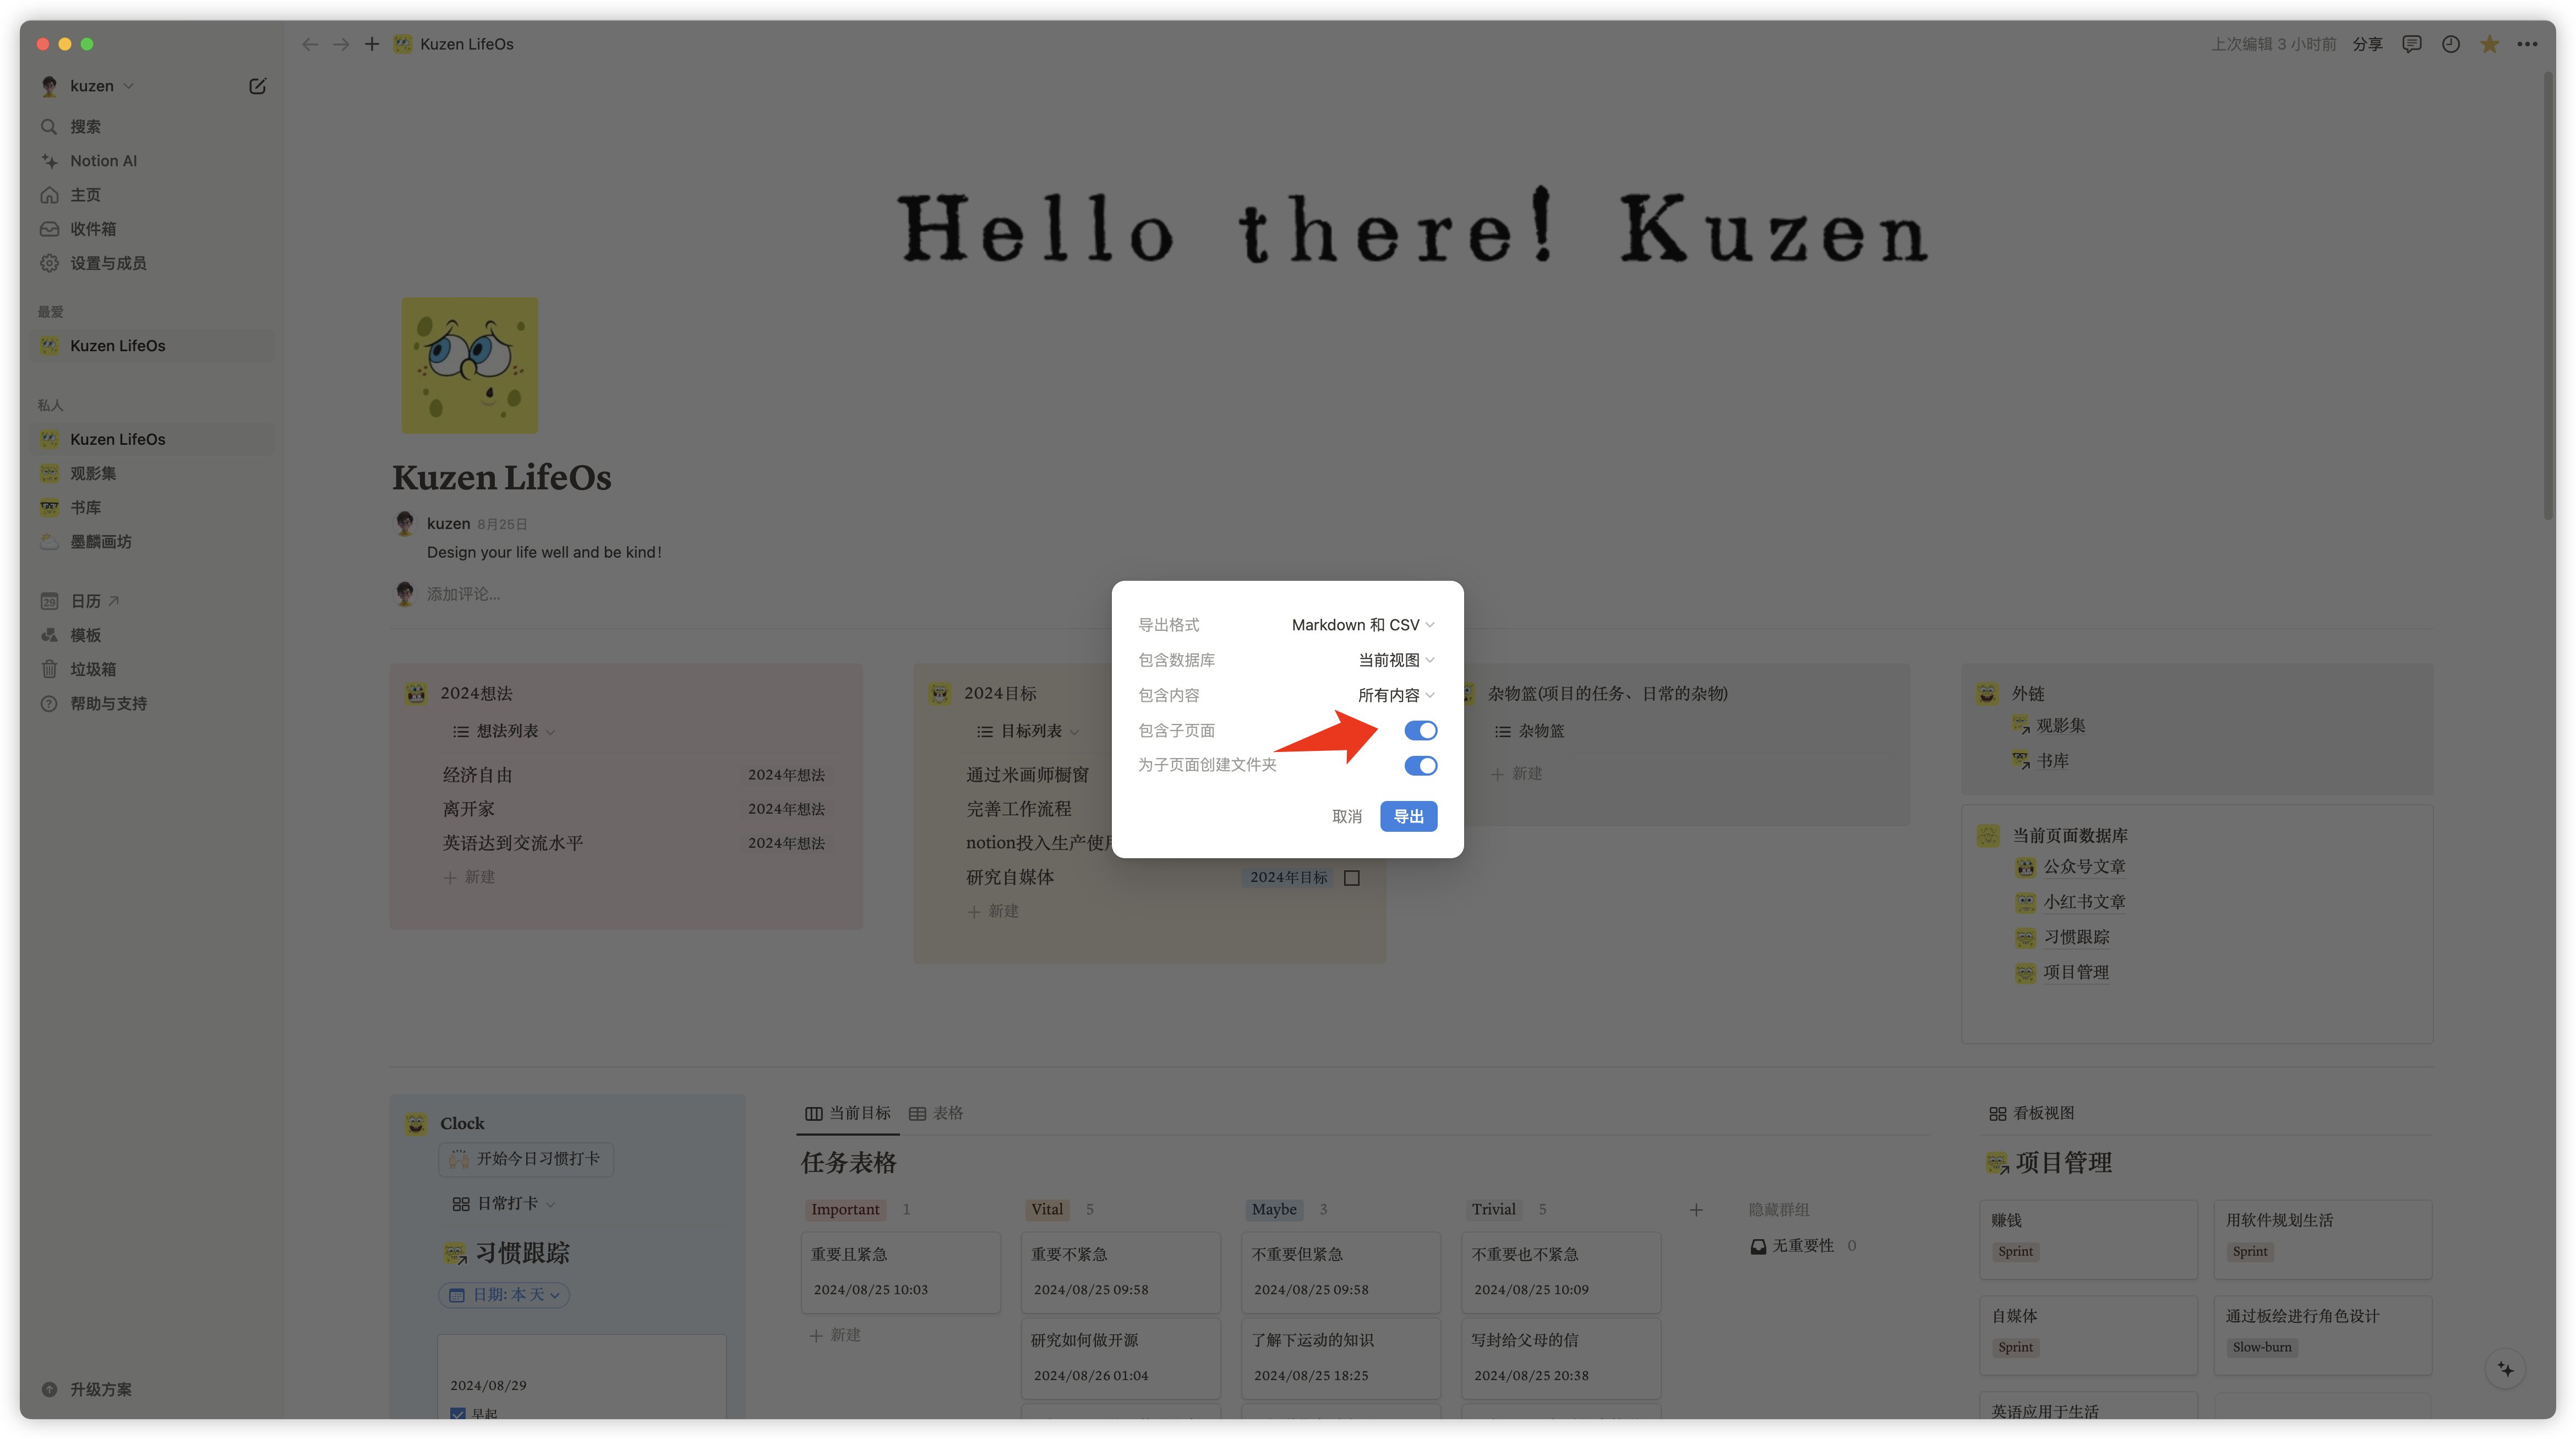 Kuzen LifeOs
上次编辑 3 小时前
分享
kuzen
搜索
Notion AI
主页
收件箱
设置与成员
最爱
Kuzen LifeOs
私人
Kuzen LifeOs
观影集
书库
墨麟画坊
29
日历
模板
垃圾箱
帮助与支持
升级方案
Hello there! Kuzen
Kuzen LifeOs
kuzen 8月25日
Design your life well and be kind!
添加评论...
导出格式 Markdown 和 CSV
包含数据库 当前视图
包含内容 所有内容
包含子页面
为子页面创建文件夹
取消 导出
2024想法
想法列表
经济自由 2024年想法
离开家 2024年想法
英语达到交流水平 2024年想法
新建
2024目标
目标列表
通过米画师橱窗
完善工作流程
notion投入生产使
研究自媒体 2024年目标
新建
杂物篮(项目的任务、日常的杂物)
杂物篮
新建
外链
观影集
书库
当前页面数据库
公众号文章
小红书文章
习惯跟踪
项目管理
Clock
开始今日习惯打卡
日常打卡
习惯跟踪
日期: 本 天
2024/08/29
早起
当前目标 表格
任务表格
Important 1
重要且紧急
2024/08/25 10:03
新建
Vital 5
重要不紧急
2024/08/25 09:58
研究如何做开源
2024/08/26 01:04
Maybe 3
不重要但紧急
2024/08/25 09:58
了解下运动的知识
2024/08/25 18:25
Trivial 5
不重要也不紧急
2024/08/25 10:09
写封给父母的信
2024/08/25 20:38
隐藏群组
无重要性 0
看板视图
项目管理
赚钱
Sprint
用软件规划生活
Sprint
自媒体
Sprint
通过板绘进行角色设计
Slow-burn
英语应用于生活